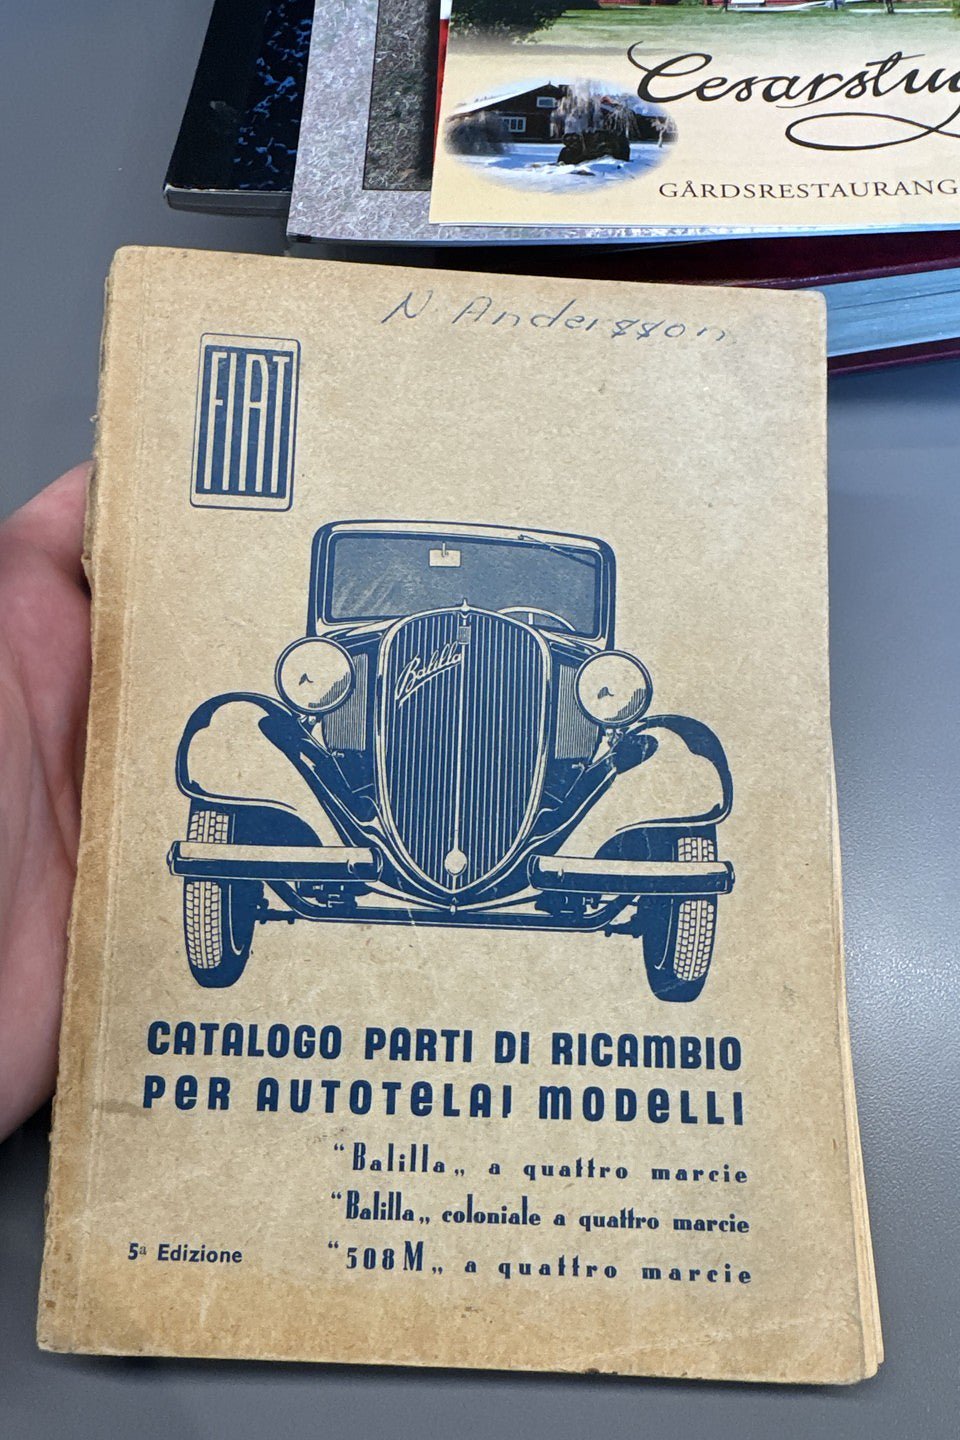 Cesarstug
GÅRDSRESTAURANG
N. Andersson
FIAT
Balilla
CATALOGO PARTI DI RICAMBIO
PER AUTOTELAI MODELLI
“Balilla„ a quattro marcie
“Balilla„ coloniale a quattro marcie
5ª Edizione
“508 M„ a quattro marcie